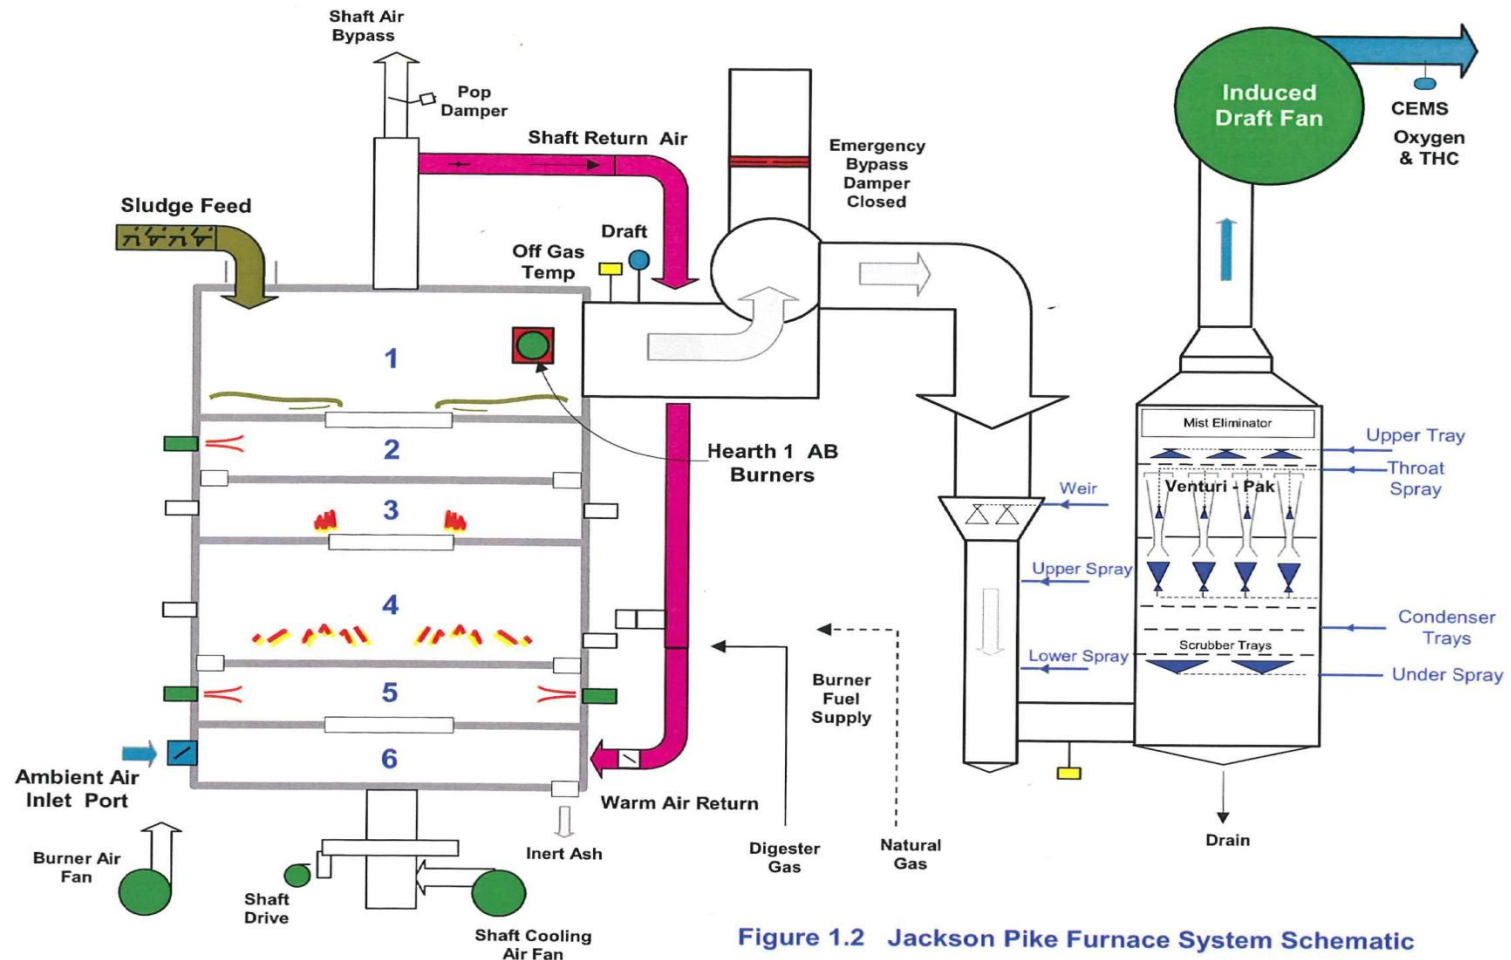 Shaft Air
Bypass
Pop
Damper
Shaft Return Air
Emergency
Bypass
Damper
Closed
Induced
Draft Fan
CEMS
Oxygen
& THC
Sludge Feed
Off Gas
Temp
Draft
1
2
3
4
5
6
Hearth 1 AB
Burners
Mist Eliminator
Upper Tray
Throat
Spray
Venturi - Pak
Weir
Upper Spray
Lower Spray
Condenser
Trays
Scrubber Trays
Under Spray
Burner
Fuel
Supply
Ambient Air
Inlet Port
Warm Air Return
Burner Air
Fan
Shaft
Drive
Inert Ash
Shaft Cooling
Air Fan
Digester
Gas
Natural
Gas
Drain
Figure 1.2 Jackson Pike Furnace System Schematic